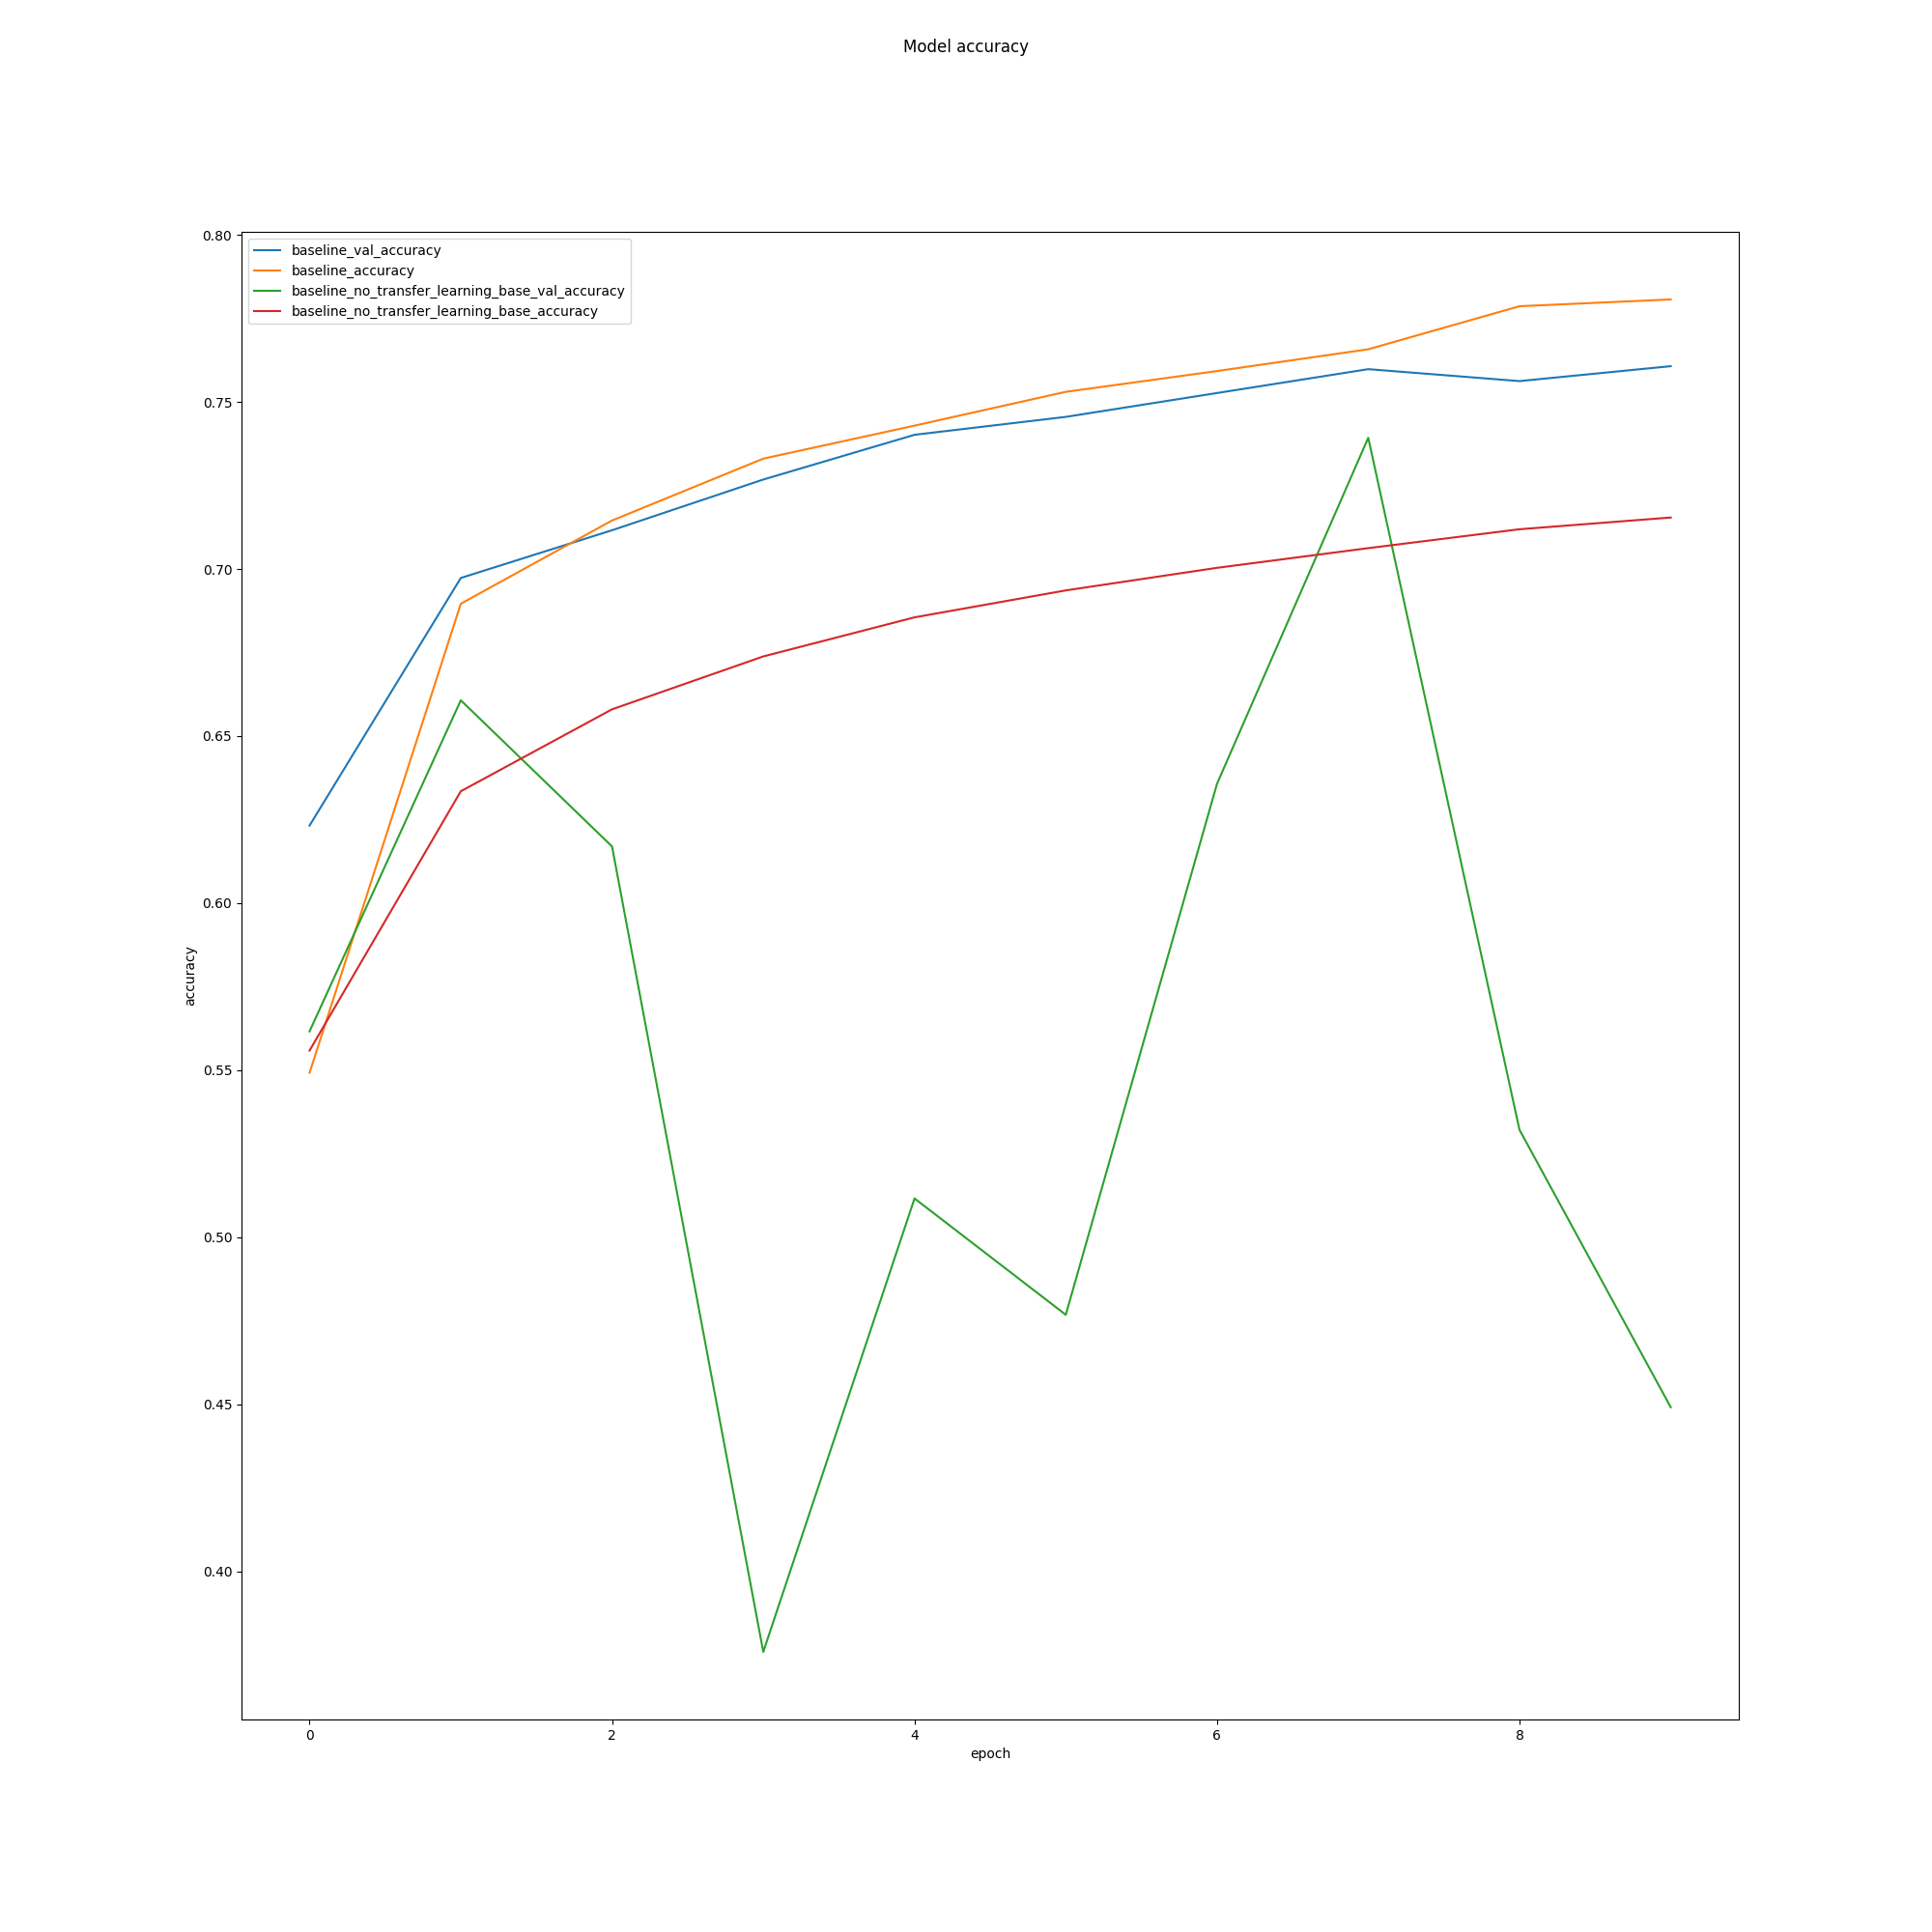 Model accuracy
baseline_val_accuracy
baseline_accuracy
baseline_no_transfer_learning_base_val_accuracy
baseline_no_transfer_learning_base_accuracy
0.80
0.75
0.70
0.65
0.60
0.55
0.50
0.45
0.40
accuracy
0 2 4 6 8
epoch